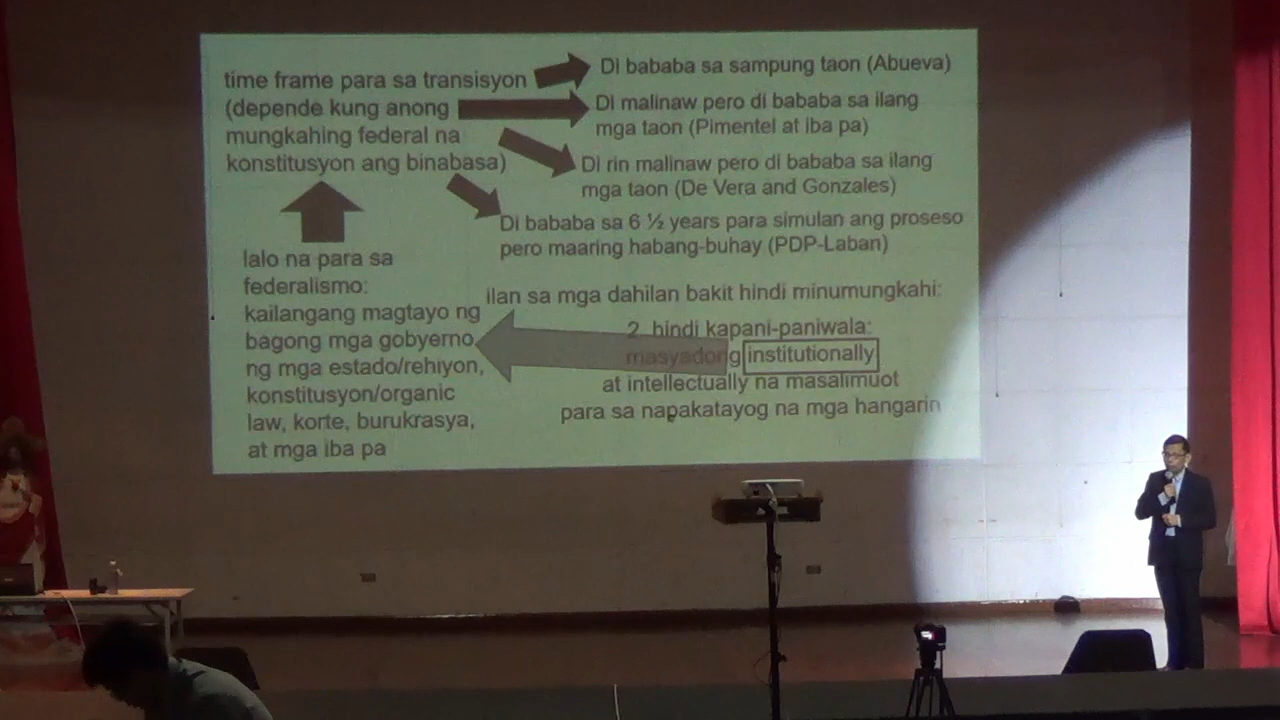 time frame para sa transisyon
(depende kung anong
mungkahing federal na
konstitusyon ang binabasa)
Di bababa sa sampung taon (Abueva)
Di malinaw pero di bababa sa ilang
mga taon (Pimentel at iba pa)
Di rin malinaw pero di bababa sa ilang
mga taon (De Vera and Gonzales)
Di bababa sa 6 ½ years para simulan ang proseso
pero maaring habang-buhay (PDP-Laban)
lalo na para sa
federalismo:
kailangang magtayo ng
bagong mga gobyerno
ng mga estado/rehiyon,
konstitusyon/organic
law, korte, burukrasya,
at mga iba pa
ilan sa mga dahilan bakit hindi minumungkahi:
2. hindi kapani-paniwala:
masyadong institutionally
at intellectually na masalimuot
para sa napakatayog na mga hangarin